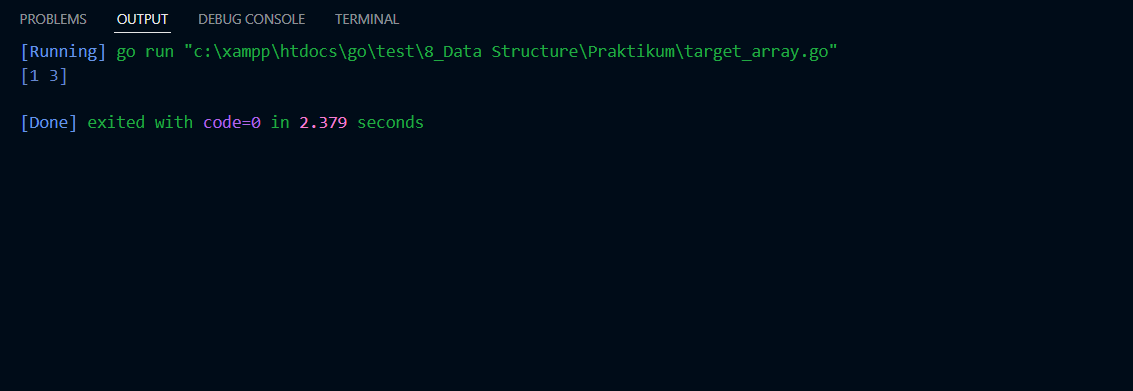 PROBLEMS OUTPUT DEBUG CONSOLE TERMINAL
[Running] go run "c:\xampp\htdocs\go\test\8_Data Structure\Praktikum\target_array.go"
[1 3]
[Done] exited with code=0 in 2.379 seconds